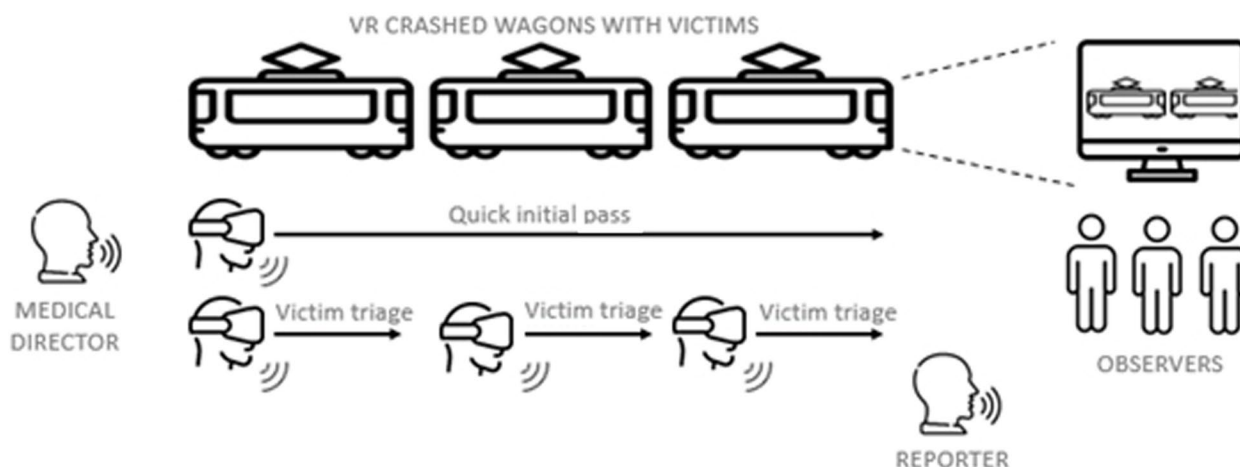 VR CRASHED WAGONS WITH VICTIMS
Quick initial pass
MEDICAL
DIRECTOR
Victim triage
Victim triage
Victim triage
OBSERVERS
REPORTER